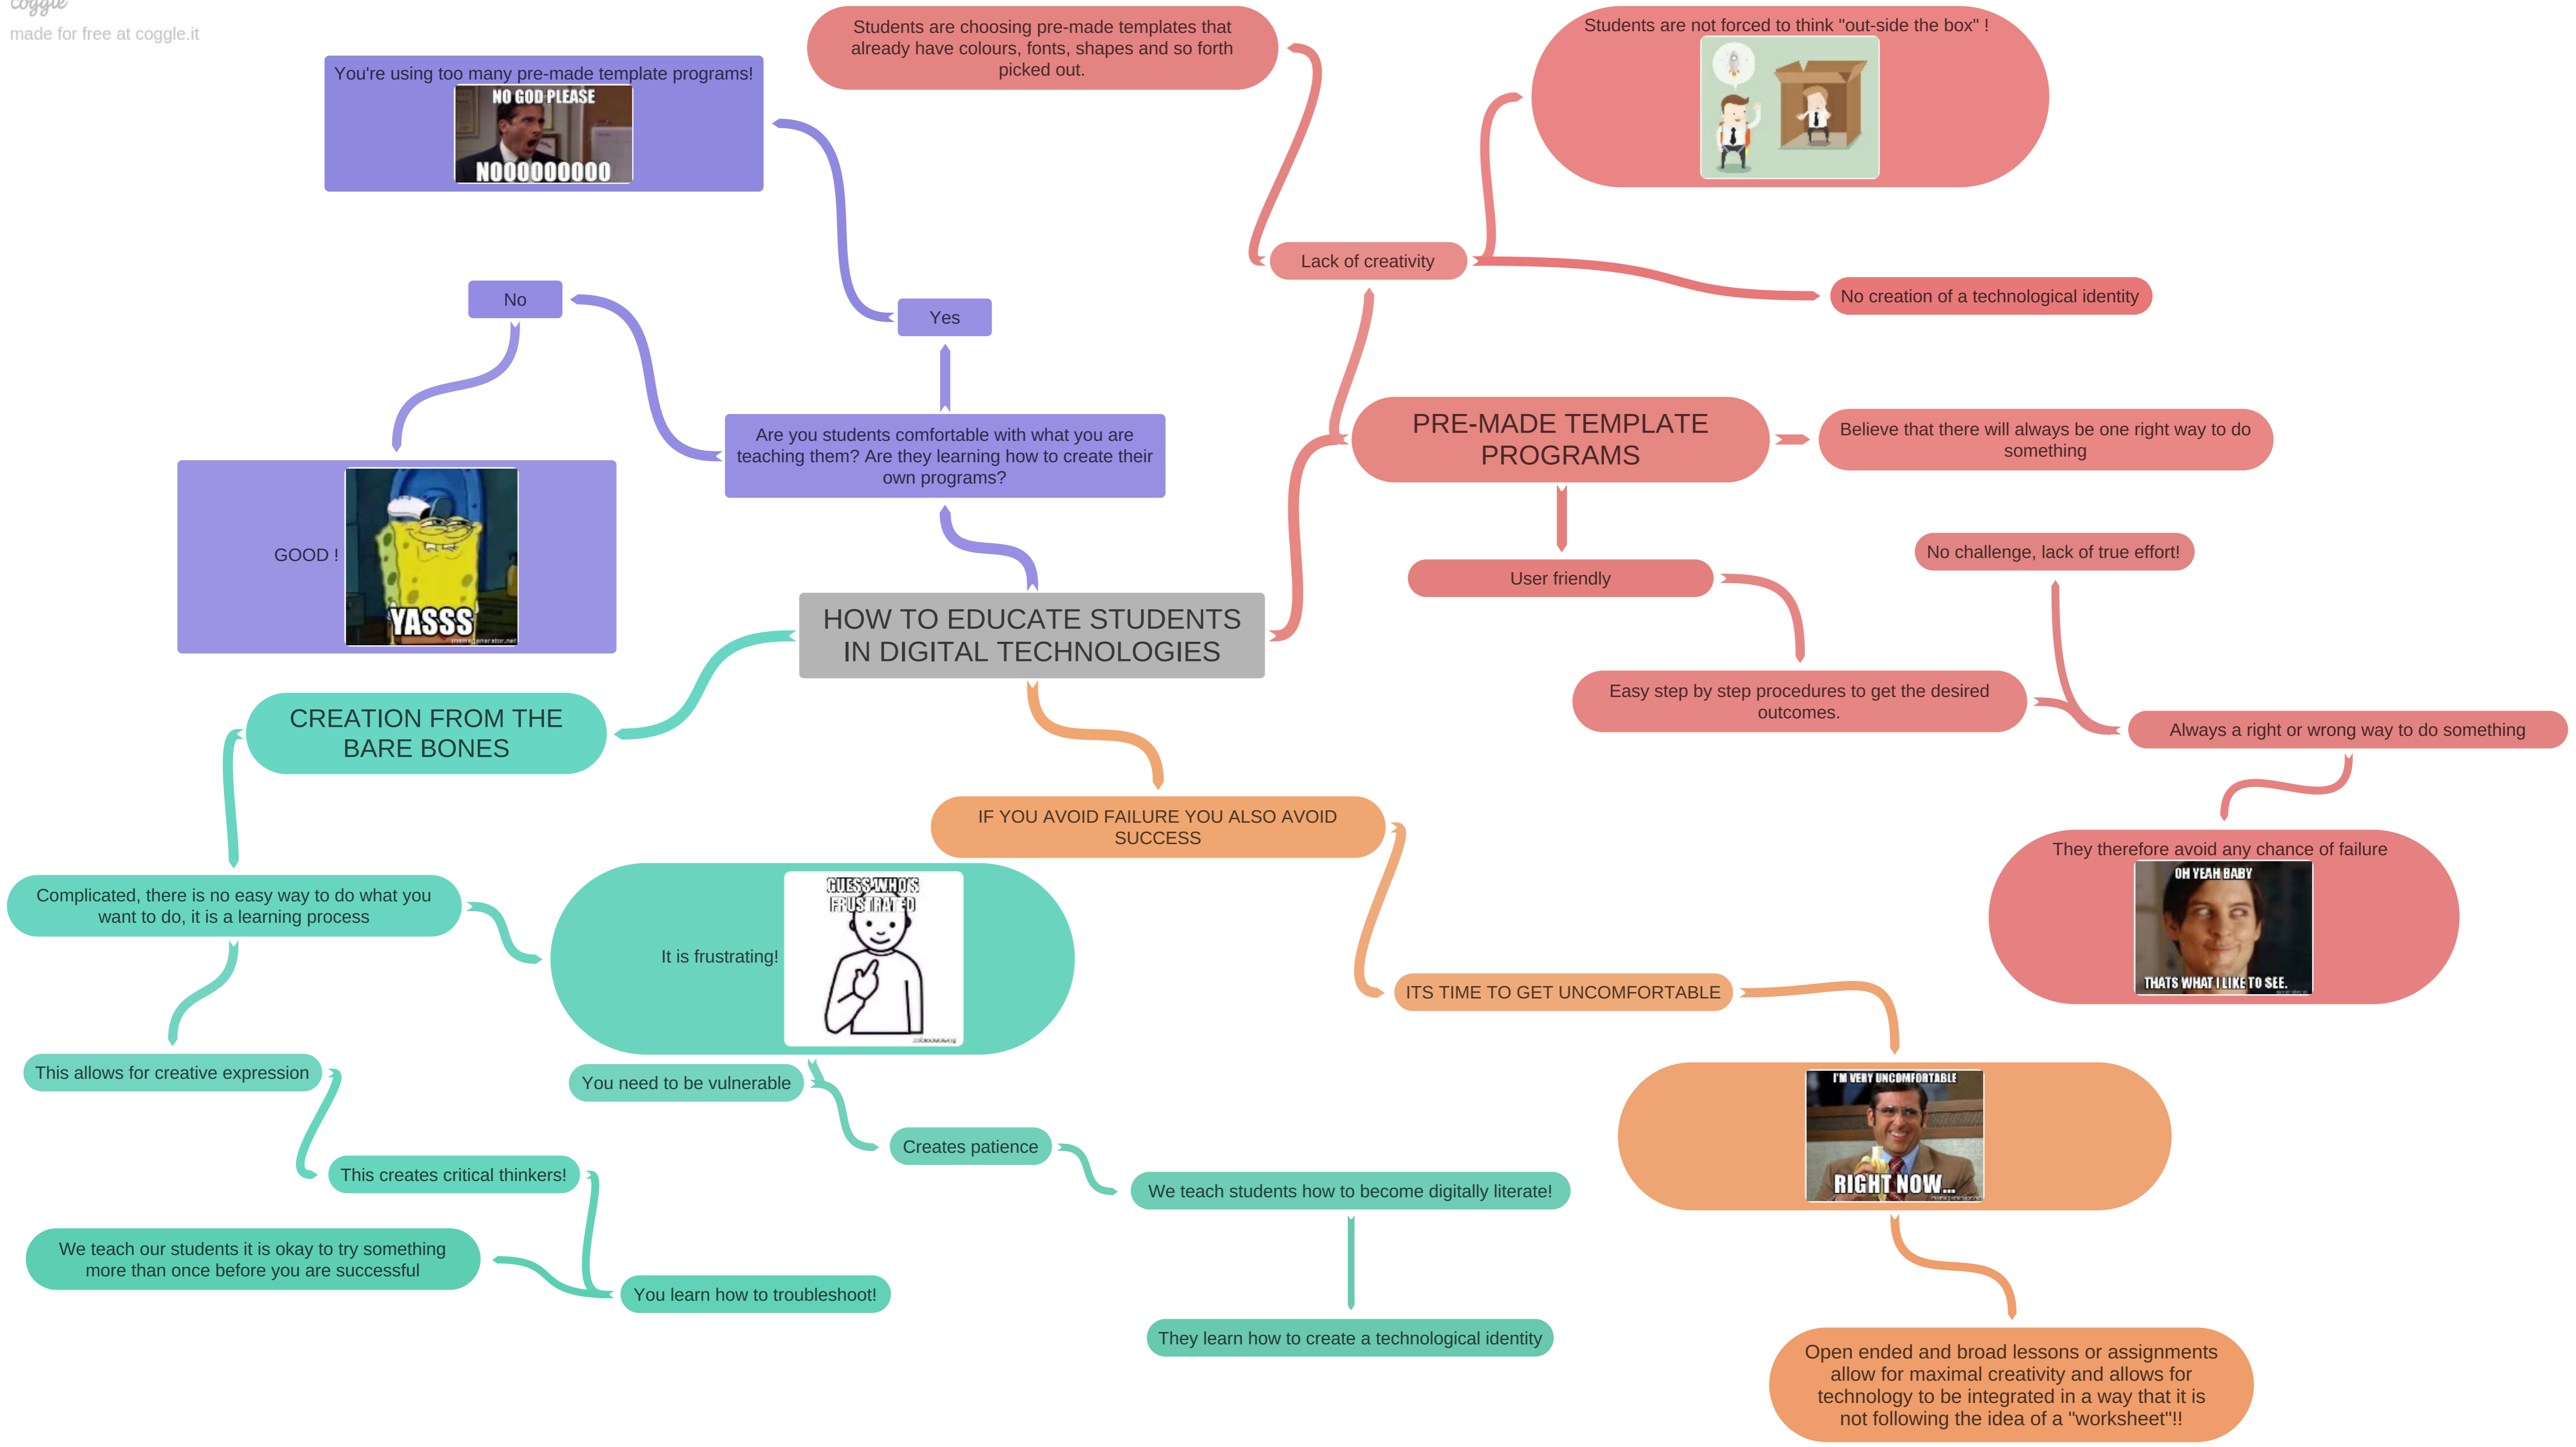 coggle
made for free at coggle.it
You're using too many pre-made template programs!
NO GOD PLEASE
NOOOOOOOOO
Students are choosing pre-made templates that
already have colours, fonts, shapes and so forth
picked out.
Students are not forced to think "out-side the box" !
Lack of creativity
No creation of a technological identity
No
Yes
Are you students comfortable with what you are
teaching them? Are they learning how to create their
own programs?
GOOD !
YASSS
memegenerator.net
PRE-MADE TEMPLATE
PROGRAMS
Believe that there will always be one right way to do
something
User friendly
No challenge, lack of true effort!
Easy step by step procedures to get the desired
outcomes.
Always a right or wrong way to do something
They therefore avoid any chance of failure
OH YEAH BABY
THATS WHAT I LIKE TO SEE.
HOW TO EDUCATE STUDENTS
IN DIGITAL TECHNOLOGIES
CREATION FROM THE
BARE BONES
IF YOU AVOID FAILURE YOU ALSO AVOID
SUCCESS
Complicated, there is no easy way to do what you
want to do, it is a learning process
It is frustrating!
GUESS WHO'S
FRUSTRATED
ITS TIME TO GET UNCOMFORTABLE
I'M VERY UNCOMFORTABLE
RIGHT NOW...
This allows for creative expression
You need to be vulnerable
Creates patience
This creates critical thinkers!
We teach students how to become digitally literate!
We teach our students it is okay to try something
more than once before you are successful
You learn how to troubleshoot!
They learn how to create a technological identity
Open ended and broad lessons or assignments
allow for maximal creativity and allows for
technology to be integrated in a way that it is
not following the idea of a "worksheet"!!